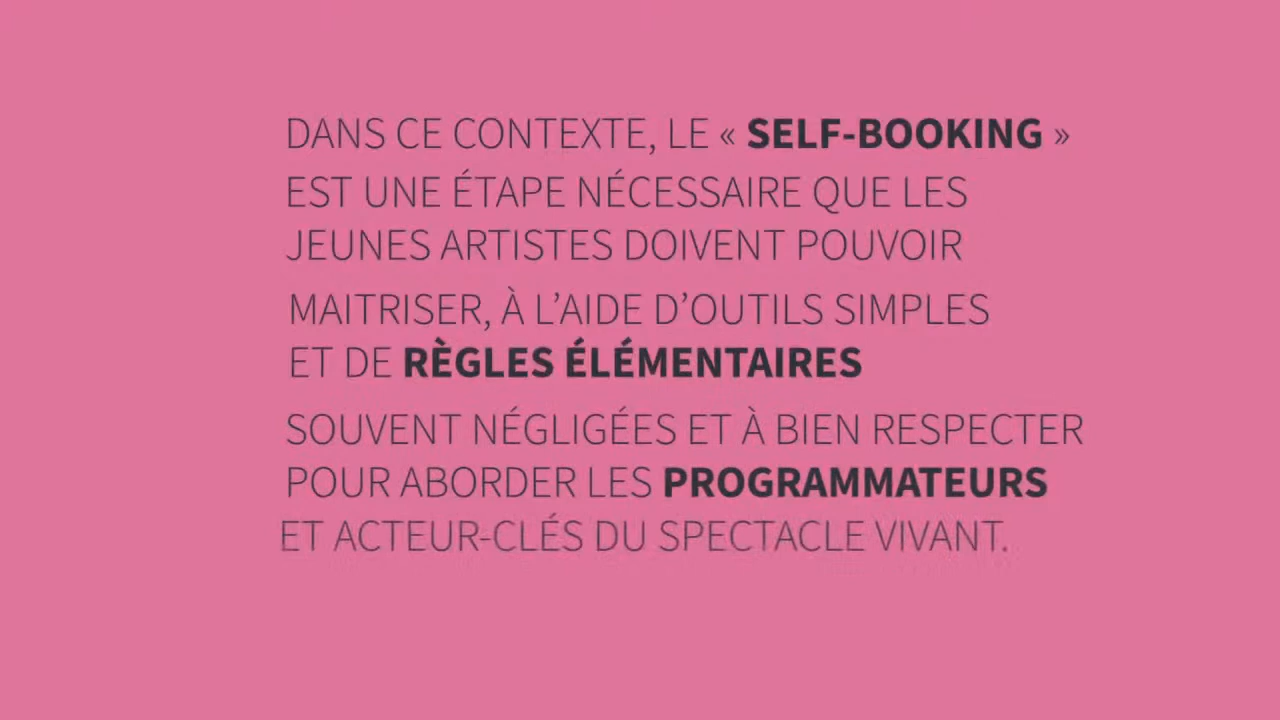 DANS CE CONTEXTE, LE « SELF-BOOKING »
EST UNE ÉTAPE NÉCESSAIRE QUE LES
JEUNES ARTISTES DOIVENT POUVOIR
MAITRISER, À L’AIDE D’OUTILS SIMPLES
ET DE RÈGLES ÉLÉMENTAIRES
SOUVENT NÉGLIGÉES ET À BIEN RESPECTER
POUR ABORDER LES PROGRAMMATEURS
ET ACTEUR-CLÉS DU SPECTACLE VIVANT.